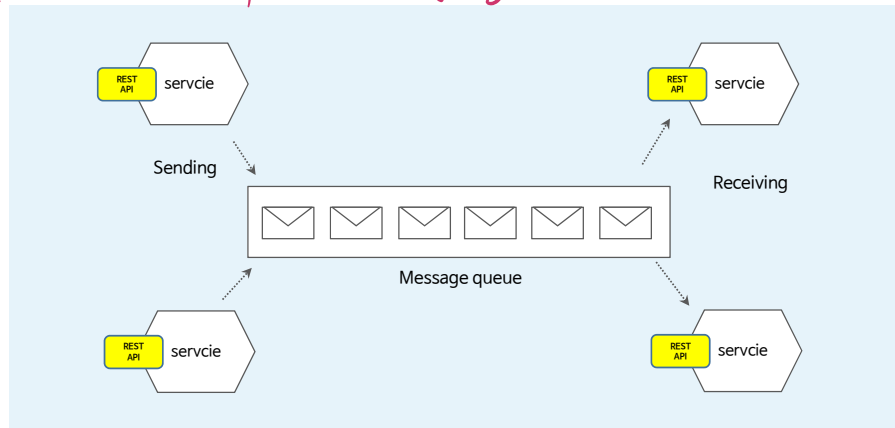 REST
API
servcie
REST
API
servcie
Sending
Receiving
Message queue
REST
API
servcie
REST
API
servcie